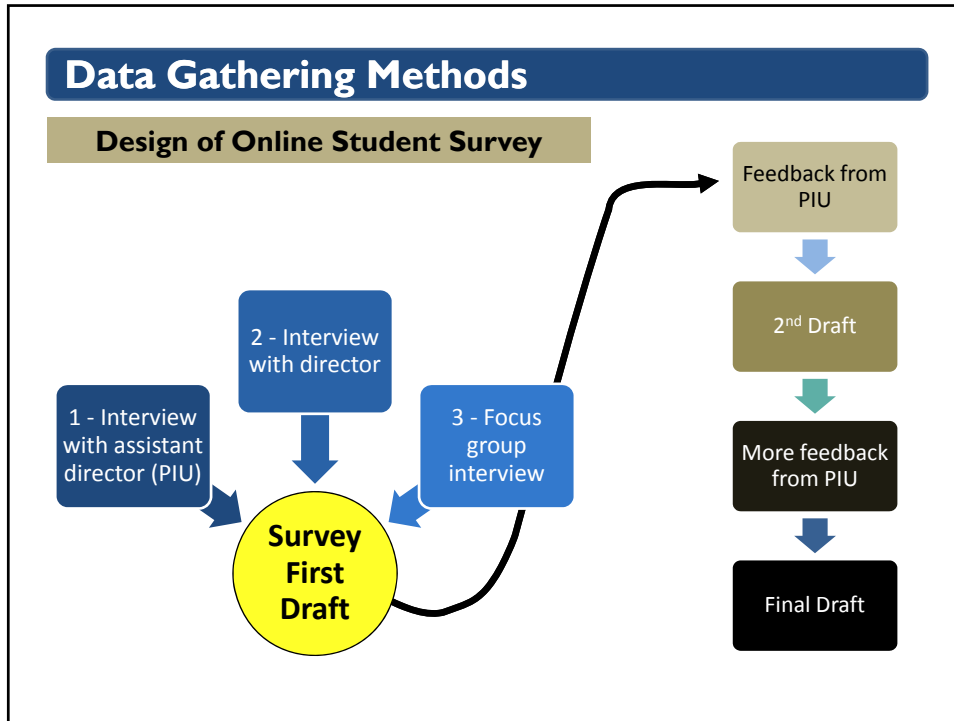 Data Gathering Methods
Design of Online Student Survey
1 - Interview
with assistant
director (PIU)
2 - Interview
with director
3 - Focus
group
interview
Survey
First
Draft
Feedback from
PIU
2nd Draft
More feedback
from PIU
Final Draft